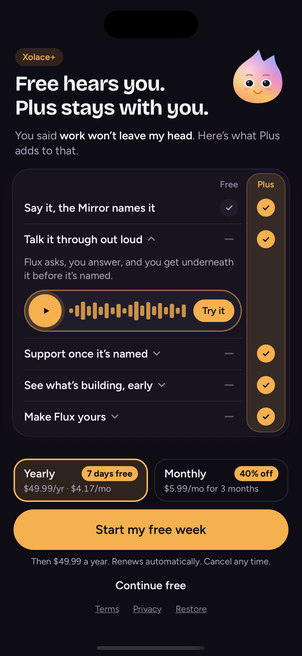 Xolace+
Free hears you.
Plus stays with you.
You said work won't leave my head. Here's what Plus
adds to that.
Free Plus
Say it, the Mirror names it
Talk it through out loud
Flux asks, you answer, and you get underneath
it before it's named.
Try it
Support once it's named
See what's building, early
Make Flux yours
Yearly 7 days free
$49.99/yr · $4.17/mo
Monthly 40% off
$5.99/mo for 3 months
Start my free week
Then $49.99 a year. Renews automatically. Cancel any time.
Continue free
Terms Privacy Restore